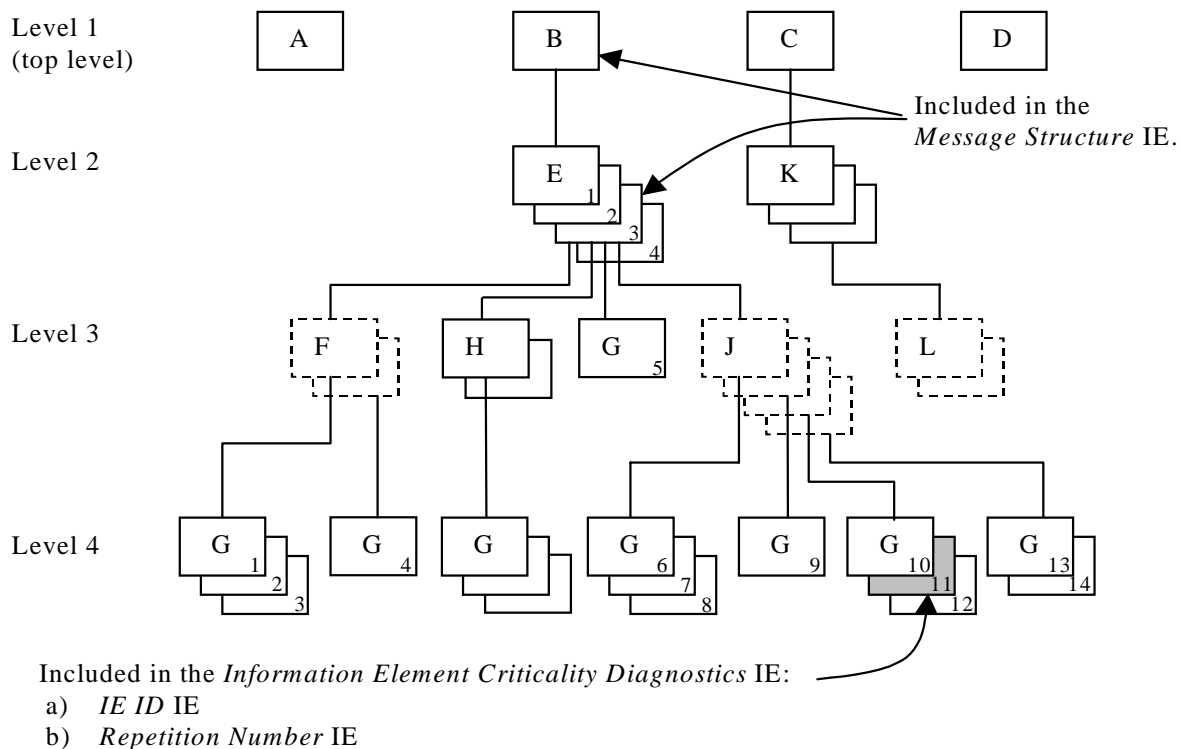 Level 1
(top level)
A
B
C
D
Included in the
Message Structure IE.
Level 2
E
1
2
3
4
K
Level 3
F
H
G
5
J
L
Level 4
G
1
2
3
G
4
G
G
6
7
8
G
9
G
10
11
12
G
13
14
Included in the Information Element Criticality Diagnostics IE:
a) IE ID IE
b) Repetition Number IE